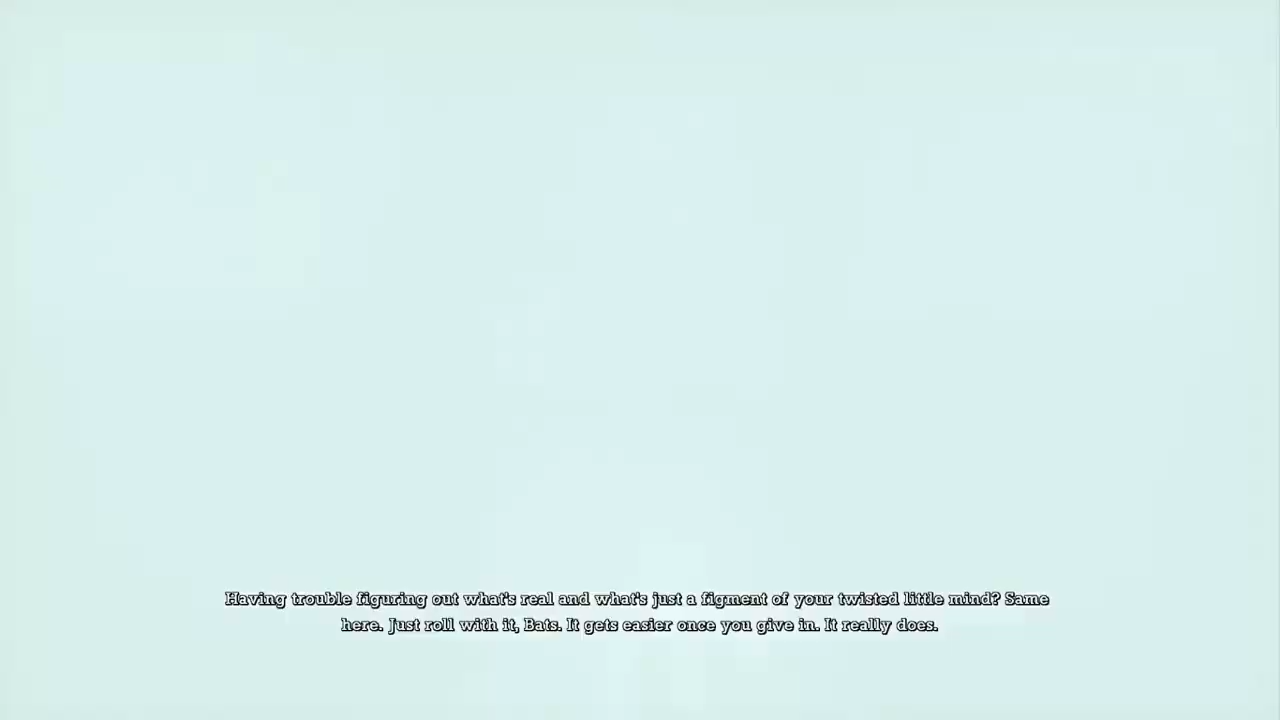 Having trouble figuring out what's real and what's just a figment of your twisted little mind? Same
here. Just roll with it, Bats. It gets easier once you give in. It really does.